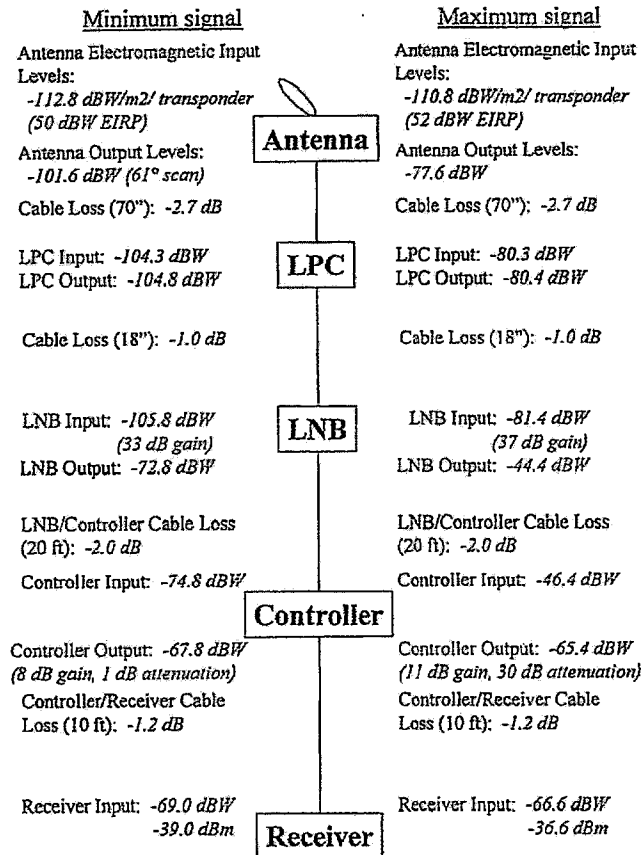 Minimum signal
Antenna Electromagnetic Input
Levels:
-112.8 dBW/m2/ transponder
(50 dBW EIRP)
Antenna Output Levels:
-101.6 dBW (61° scan)
Cable Loss (70"): -2.7 dB
LPC Input: -104.3 dBW
LPC Output: -104.8 dBW
Cable Loss (18"): -1.0 dB
LNB Input: -105.8 dBW
(33 dB gain)
LNB Output: -72.8 dBW
LNB/Controller Cable Loss
(20 ft): -2.0 dB
Controller Input: -74.8 dBW
Controller Output: -67.8 dBW
(8 dB gain, 1 dB attenuation)
Controller/Receiver Cable
Loss (10 ft): -1.2 dB
Receiver Input: -69.0 dBW
-39.0 dBm
Antenna
LPC
LNB
Controller
Receiver
Maximum signal
Antenna Electromagnetic Input
Levels:
-110.8 dBW/m2/ transponder
(52 dBW EIRP)
Antenna Output Levels:
-77.6 dBW
Cable Loss (70"): -2.7 dB
LPC Input: -80.3 dBW
LPC Output: -80.4 dBW
Cable Loss (18"): -1.0 dB
LNB Input: -81.4 dBW
(37 dB gain)
LNB Output: -44.4 dBW
LNB/Controller Cable Loss
(20 ft): -2.0 dB
Controller Input: -46.4 dBW
Controller Output: -65.4 dBW
(11 dB gain, 30 dB attenuation)
Controller/Receiver Cable
Loss (10 ft): -1.2 dB
Receiver Input: -66.6 dBW
-36.6 dBm